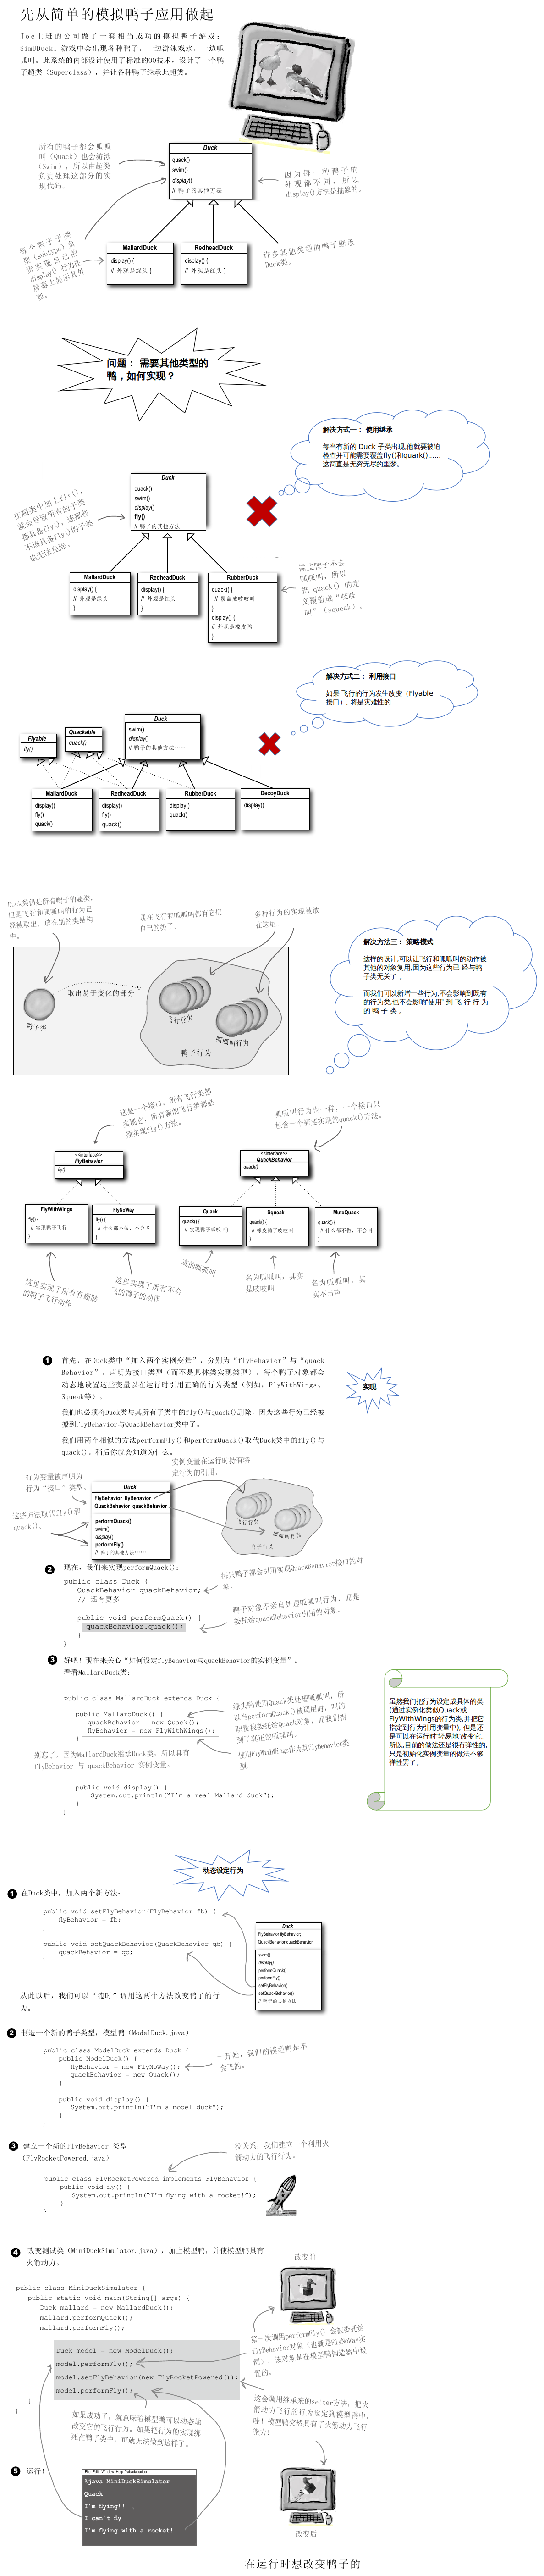 先从简单的模拟鸭子应用做起
Joe上班的公司做了一套相当成功的模拟鸭子游戏:
SimUDuck。游戏中会出现各种鸭子,一边游泳戏水,一边呱
呱叫。此系统的内部设计使用了标准的OO技术,设计了一个鸭
子超类(Superclass),并让各种鸭子继承此超类。
所有的鸭子都会呱呱
叫(Quack)也会游泳
(Swim),所以由超类
负责处理这部分的实
现代码。
Duck
quack()
swim()
display()
// 鸭子的其他方法
因为每一种鸭子的
外观都不同,所以
display()方法是抽象的。
每个鸭子子类
型(subtype)负
责实现自己的
display()行为在
屏幕上显示其外
观。
MallardDuck
display() {
// 外观是绿头 }
RedheadDuck
display() {
// 外观是红头 }
许多其他类型的鸭子继承
Duck类。
问题: 需要其他类型的
鸭,如何实现?
解决方式一: 使用继承
每当有新的 Duck 子类出现,他就要被迫
检查并可能需要覆盖fly()和quark()......
这简直是无穷无尽的噩梦。
Duck
quack()
swim()
display()
fly()
// 鸭子的其他方法
在超类中加上fly(),
就会导致所有的子类
都具备fly(),连那些
不该具备fly()的子类
也无法免除。
MallardDuck
display() {
// 外观是绿头
}
RedheadDuck
display() {
// 外观是红头
}
RubberDuck
quack() {
// 覆盖成吱吱叫
}
display() {
// 外观是橡皮鸭
}
橡皮鸭子不会
呱呱叫,所以
把 quack() 的定
义覆盖成“吱吱
叫”(squeak)。
解决方式二: 利用接口
如果 飞行的行为发生改变(Flyable
接口),将是灾难性的
Flyable
fly()
Quackable
quack()
Duck
swim()
display()
// 鸭子的其他方法……
MallardDuck
display()
fly()
quack()
RedheadDuck
display()
fly()
quack()
RubberDuck
display()
quack()
DecoyDuck
display()
Duck类仍是所有鸭子的超类,
但是飞行和呱呱叫的行为已
经被取出,放在别的类结构
中。
现在飞行和呱呱叫都有它们
自己的类了。
多种行为的实现被放
在这里。
取出易于变化的部分
鸭子类
飞行行为
呱呱叫行为
鸭子行为
解决方法三: 策略模式
这样的设计,可以让飞行和呱呱叫的动作被
其他的对象复用,因为这些行为已 经与鸭
子类无关了 。
而我们可以新增一些行为,不会影响到既有
的行为类,也不会影响“使用” 到 飞 行 行 为
的 鸭 子 类 。
这是一个接口,所有飞行类都
实现它,所有新的飞行类都必
须实现fly()方法。
呱呱叫行为也一样,一个接口只
包含一个需要实现的quack()方法。
<<interface>>
FlyBehavior
fly()
<<interface>>
QuackBehavior
quack()
FlyWithWings
fly() {
// 实现鸭子飞行
}
FlyNoWay
fly() {
// 什么都不做,不会飞
}
Quack
quack() {
// 实现鸭子呱呱叫}
Squeak
quack() {
// 橡皮鸭子吱吱叫
}
MuteQuack
quack() {
// 什么都不做,不会叫
}
这里实现了所有有翅膀
的鸭子飞行动作
这里实现了所有不会
飞的鸭子的动作
真的呱呱叫
名为呱呱叫,其实
是吱吱叫
名为呱呱叫,其
实不出声
1 首先,在Duck类中“加入两个实例变量”,分别为“flyBehavior”与“quack
Behavior”,声明为接口类型(而不是具体类实现类型),每个鸭子对象都会
动态地设置这些变量以在运行时引用正确的行为类型(例如:FlyWithWings、
Squeak等)。
我们也必须将Duck类与其所有子类中的fly()与quack()删除,因为这些行为已经被
搬到FlyBehavior与QuackBehavior类中了。
我们用两个相似的方法performFly()和performQuack()取代Duck类中的fly()与
quack()。稍后你就会知道为什么。
实现
行为变量被声明为
行为“接口”类型。
这些方法取代fly()和
quack()。
实例变量在运行时持有特
定行为的引用。
Duck
FlyBehavior flyBehavior
QuackBehavior quackBehavior
performQuack()
swim()
display()
performFly()
// 鸭子的其他方法……
飞行行为
呱呱叫行为
鸭子行为
2 现在,我们来实现performQuack():
public class Duck {
QuackBehavior quackBehavior;
// 还有更多
public void performQuack() {
quackBehavior.quack();
}
}
每只鸭子都会引用实现QuackBehavior接口的对
象。
鸭子对象不亲自处理呱呱叫行为,而是
委托给quackBehavior引用的对象。
3 好吧!现在来关心“如何设定flyBehavior与quackBehavior的实例变量”。
看看MallardDuck类:
public class MallardDuck extends Duck {
public MallardDuck() {
quackBehavior = new Quack();
flyBehavior = new FlyWithWings();
}
绿头鸭使用Quack类处理呱呱叫,所
以当performQuack()被调用时,叫的
职责被委托给Quack对象,而我们得
到了真正的呱呱叫。
使用FlyWithWings作为其FlyBehavior类
型。
别忘了,因为MallardDuck继承Duck类,所以具有
flyBehavior 与 quackBehavior 实例变量。
public void display() {
System.out.println(“I’m a real Mallard duck”);
}
}
虽然我们把行为设定成具体的类
(通过实例化类似Quack或
FlyWithWings的行为类,并把它
指定到行为引用变量中), 但是还
是可以在运行时“轻易地”改变它。
所以,目前的做法还是很有弹性的,
只是初始化实例变量的做法不够
弹性罢了。
动态设定行为
1 在Duck类中,加入两个新方法:
public void setFlyBehavior(FlyBehavior fb) {
flyBehavior = fb;
}
public void setQuackBehavior(QuackBehavior qb) {
quackBehavior = qb;
}
Duck
FlyBehavior flyBehavior;
QuackBehavior quackBehavior;
swim()
display()
performQuack()
performFly()
setFlyBehavior()
setQuackBehavior()
// 鸭子的其他方法
从此以后,我们可以“随时”调用这两个方法改变鸭子的行
为。
2 制造一个新的鸭子类型:模型鸭(ModelDuck.java)
public class ModelDuck extends Duck {
public ModelDuck() {
flyBehavior = new FlyNoWay();
quackBehavior = new Quack();
}
public void display() {
System.out.println(“I’m a model duck”);
}
}
一开始,我们的模型鸭是不
会飞的。
3 建立一个新的FlyBehavior 类型
(FlyRocketPowered.java)
没关系,我们建立一个利用火
箭动力的飞行行为。
public class FlyRocketPowered implements FlyBehavior {
public void fly() {
System.out.println(“I’m flying with a rocket!”);
}
}
4 改变测试类(MiniDuckSimulator.java),加上模型鸭,并使模型鸭具有
火箭动力。
改变前
public class MiniDuckSimulator {
public static void main(String[] args) {
Duck mallard = new MallardDuck();
mallard.performQuack();
mallard.performFly();
Duck model = new ModelDuck();
model.performFly();
model.setFlyBehavior(new FlyRocketPowered());
model.performFly();
}
}
第一次调用performFly() 会被委托给
flyBehavior对象(也就是FlyNoWay实
例),该对象是在模型鸭构造器中设
置的。
这会调用继承来的setter方法,把火
箭动力飞行的行为设定到模型鸭中。
哇!模型鸭突然具有了火箭动力飞行
能力!
如果成功了,就意味着模型鸭可以动态地
改变它的飞行行为。如果把行为的实现绑
死在鸭子类中,可就无法做到这样了。
5 运行!
File Edit Window Help Yabadabadoo
%java MiniDuckSimulator
Quack
I’m flying!!
I can’t fly
I’m flying with a rocket!
改变后
在运行时想改变鸭子的